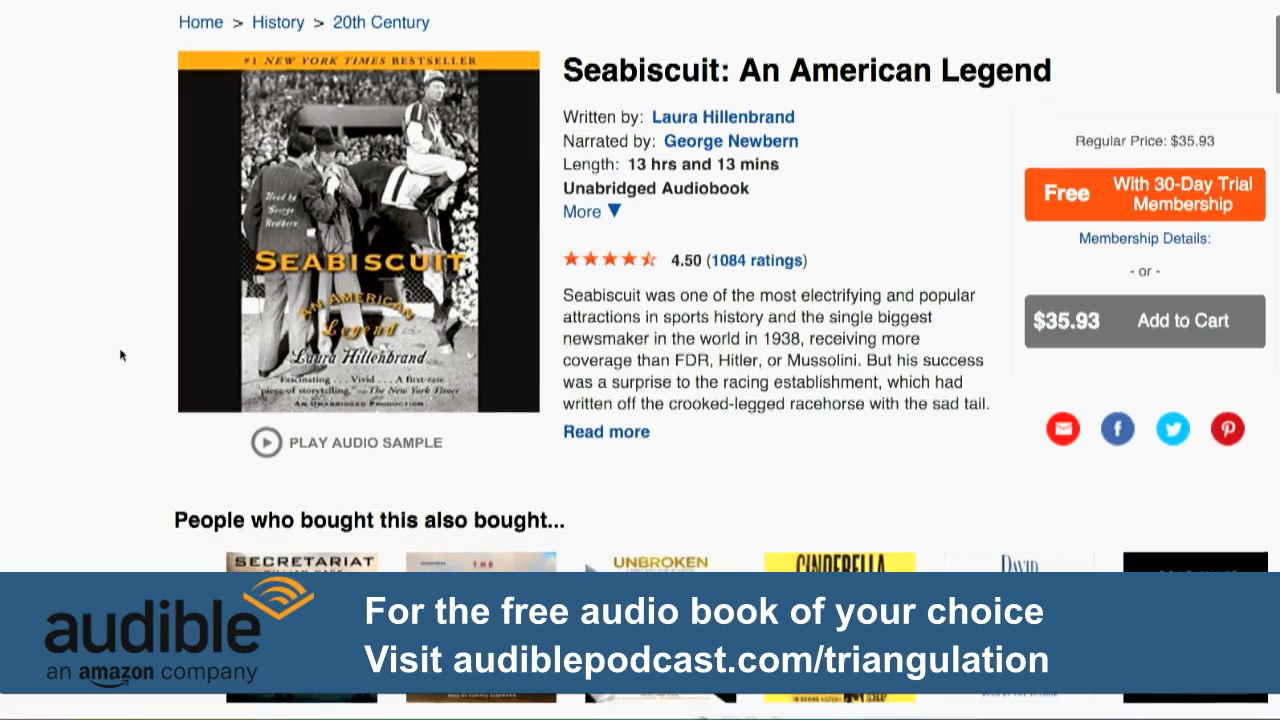 Home > History > 20th Century
#1 NEW YORK TIMES BESTSELLER
Read by
George
Newbern
SEABISCUIT
AN AMERICAN
Legend
Laura Hillenbrand
Fascinating . . . Vivid . . . A first-rate
piece of storytelling."—The New York Times
AN UNABRIDGED PRODUCTION
PLAY AUDIO SAMPLE
Seabiscuit: An American Legend
Written by: Laura Hillenbrand
Narrated by: George Newbern
Length: 13 hrs and 13 mins
Unabridged Audiobook
More
4.50 (1084 ratings)
Seabiscuit was one of the most electrifying and popular
attractions in sports history and the single biggest
newsmaker in the world in 1938, receiving more
coverage than FDR, Hitler, or Mussolini. But his success
was a surprise to the racing establishment, which had
written off the crooked-legged racehorse with the sad tail.
Read more
Regular Price: $35.93
Free With 30-Day Trial
Membership
Membership Details:
- or -
$35.93 Add to Cart
People who bought this also bought...
SECRETARIAT
THE
UNBROKEN
CINDERELLA
DAVID
audible
an amazon company
For the free audio book of your choice
Visit audiblepodcast.com/triangulation